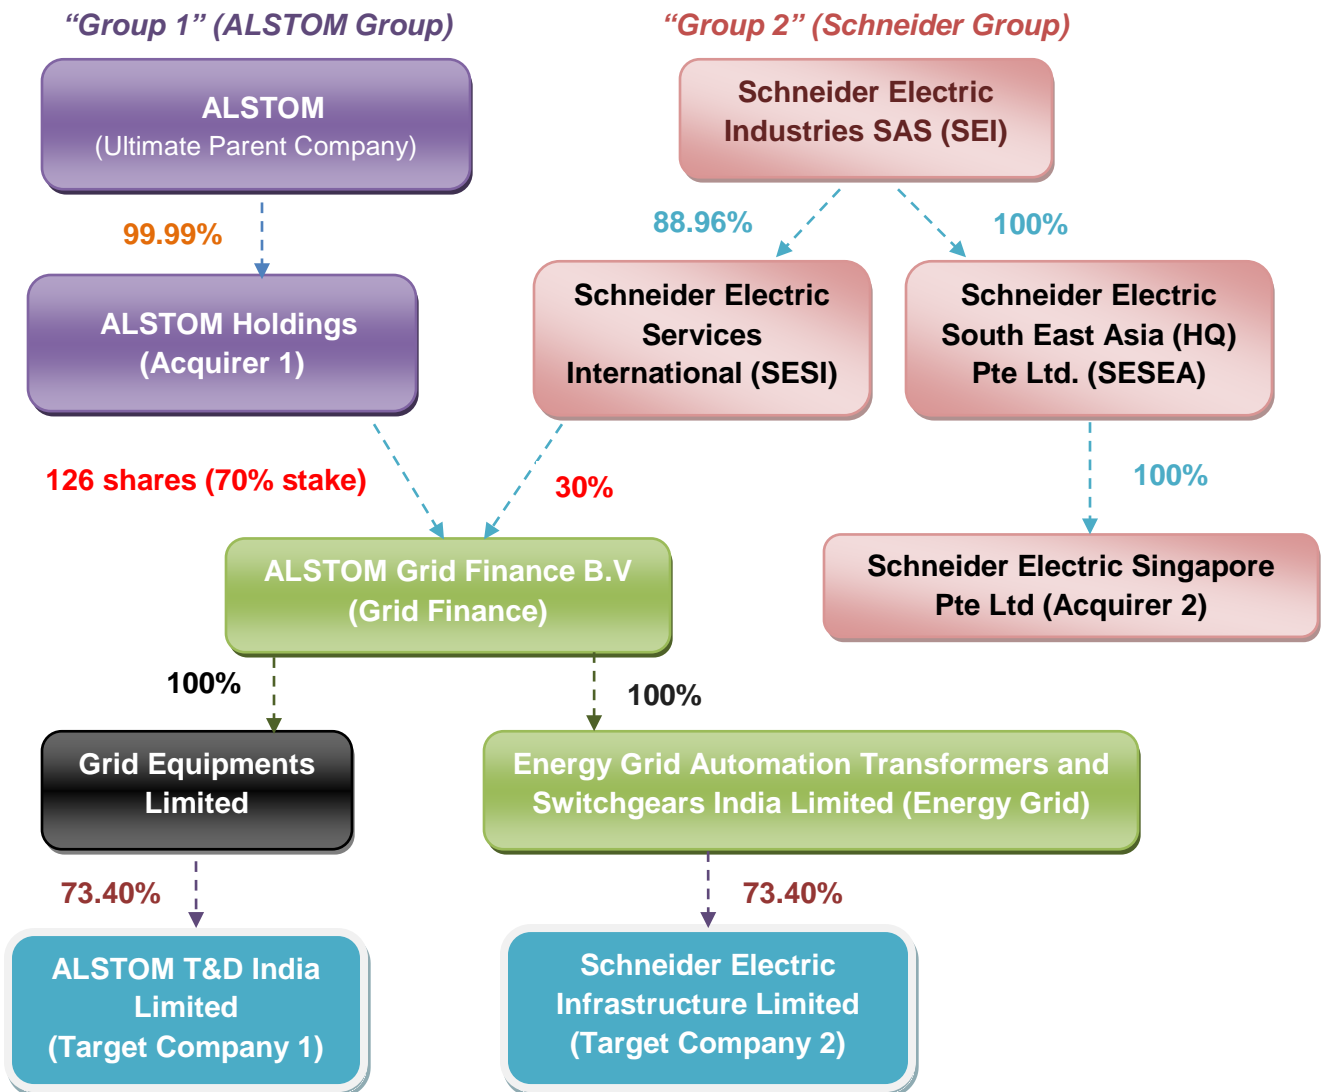 “Group 1” (ALSTOM Group)
“Group 2” (Schneider Group)
ALSTOM
(Ultimate Parent Company)
Schneider Electric
Industries SAS (SEI)
99.99%
88.96%
100%
ALSTOM Holdings
(Acquirer 1)
Schneider Electric
Services
International (SESI)
Schneider Electric
South East Asia (HQ)
Pte Ltd. (SESEA)
126 shares (70% stake)
30%
100%
ALSTOM Grid Finance B.V
(Grid Finance)
Schneider Electric Singapore
Pte Ltd (Acquirer 2)
100%
100%
Grid Equipments
Limited
Energy Grid Automation Transformers and
Switchgears India Limited (Energy Grid)
73.40%
73.40%
ALSTOM T&D India
Limited
(Target Company 1)
Schneider Electric
Infrastructure Limited
(Target Company 2)